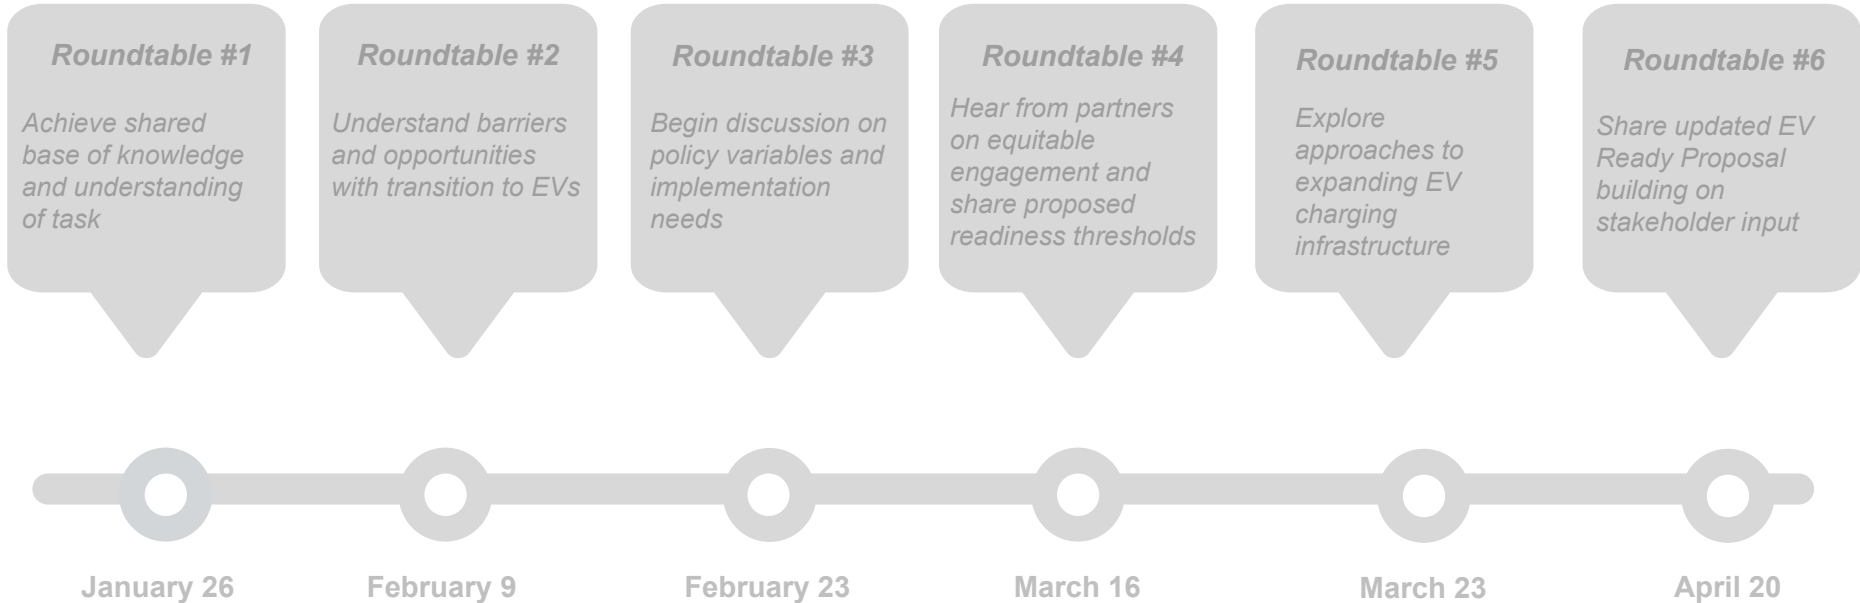 Roundtable #1
Achieve shared
base of knowledge
and understanding
of task
Roundtable #2
Understand barriers
and opportunities
with transition to EVs
Roundtable #3
Begin discussion on
policy variables and
implementation
needs
Roundtable #4
Hear from partners
on equitable
engagement and
share proposed
readiness thresholds
Roundtable #5
Explore
approaches to
expanding EV
charging
infrastructure
Roundtable #6
Share updated EV
Ready Proposal
building on
stakeholder input
January 26
February 9
February 23
March 16
March 23
April 20